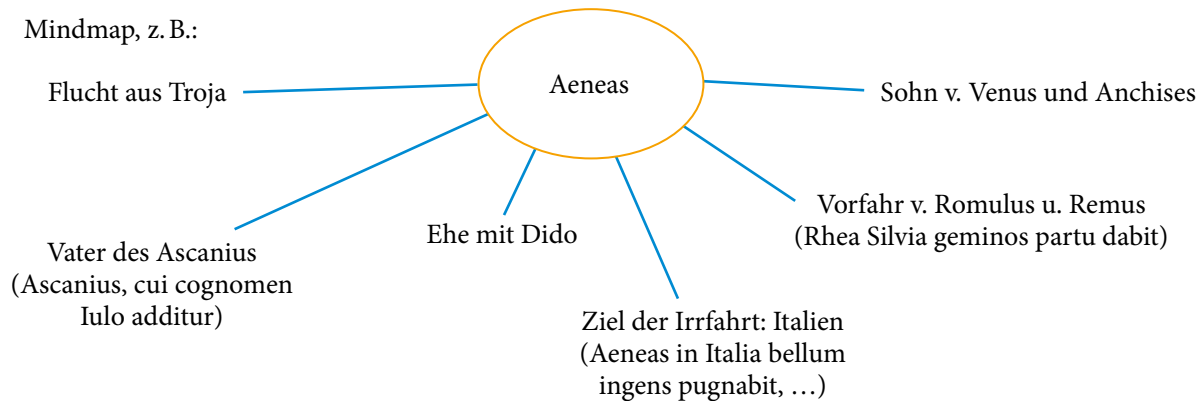 Mindmap, z. B.:
Aeneas
Flucht aus Troja
Sohn v. Venus und Anchises
Vorfahr v. Romulus u. Remus
(Rhea Silvia geminos partu dabit)
Ehe mit Dido
Vater des Ascanius
(Ascanius, cui cognomen
Iulo additur)
Ziel der Irrfahrt: Italien
(Aeneas in Italia bellum
ingens pugnabit, …)